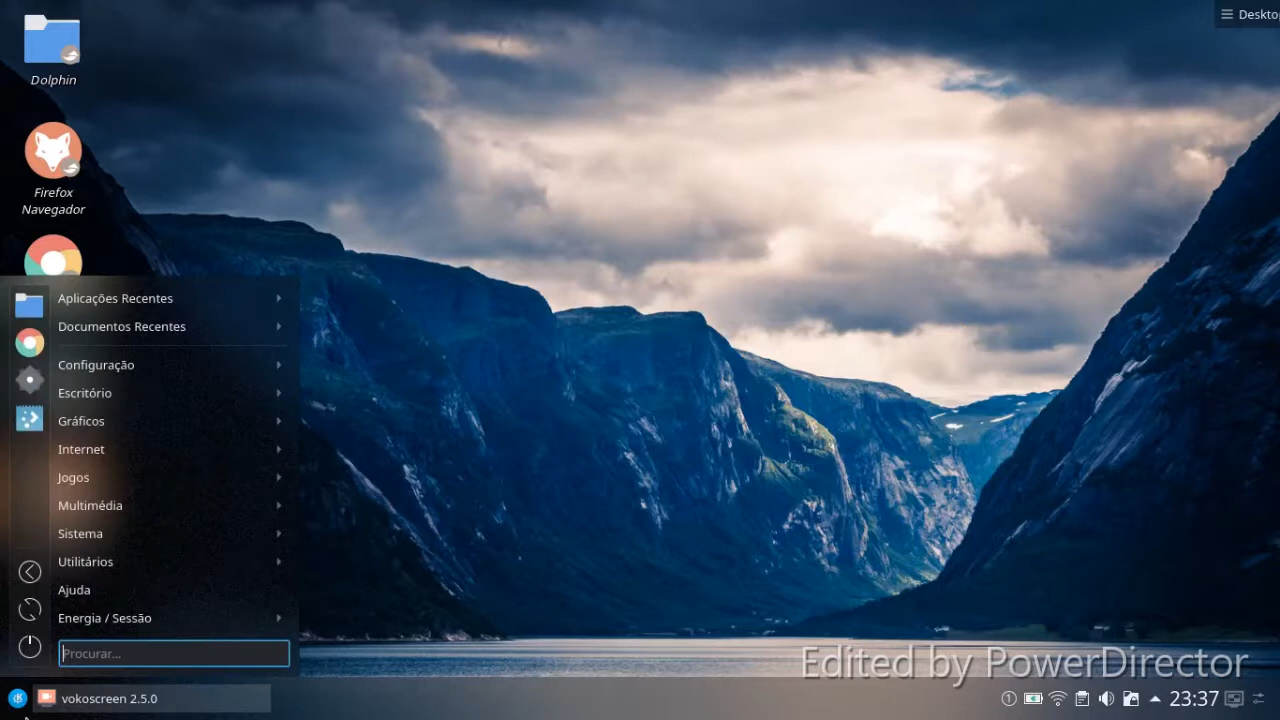 Desktop
Dolphin
Firefox
Navegador
Aplicações Recentes
Documentos Recentes
Configuração
Escritório
Gráficos
Internet
Jogos
Multimédia
Sistema
Utilitários
Ajuda
Energia / Sessão
Procurar...
Edited by PowerDirector
vokoscreen 2.5.0
1
23:37